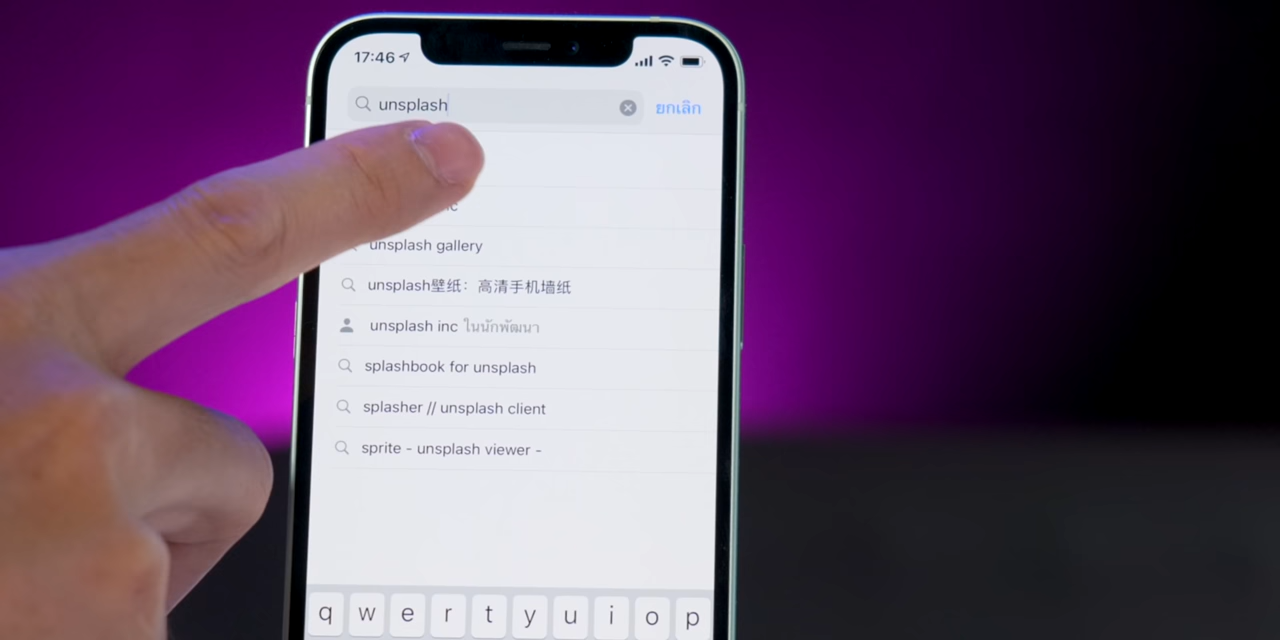 17:46
unsplash
ยกเลิก
unsplash gallery
unsplash壁纸：高清手机墙纸
unsplash inc ในนักพัฒนา
splashbook for unsplash
splasher // unsplash client
sprite - unsplash viewer -
q w e r t y u i o p